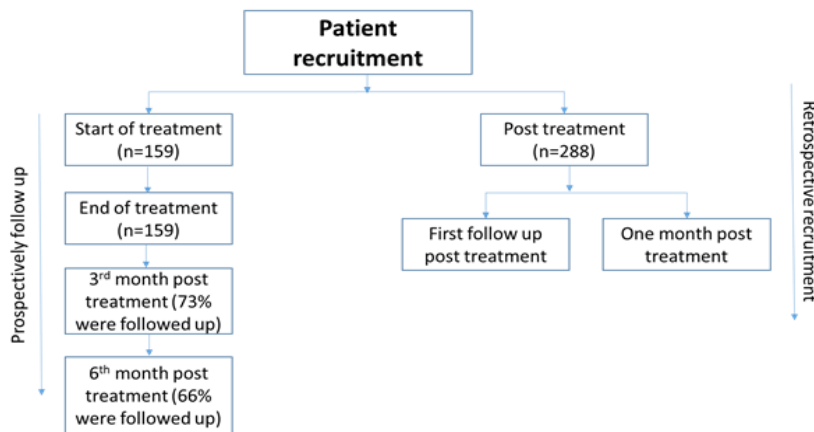 Patient
recruitment
Prospectively follow up
Start of treatment
(n=159)
End of treatment
(n=159)
3rd month post
treatment (73%
were followed up)
6th month post
treatment (66%
were followed up)
Post treatment
(n=288)
First follow up
post treatment
One month post
treatment
Retrospective recruitment